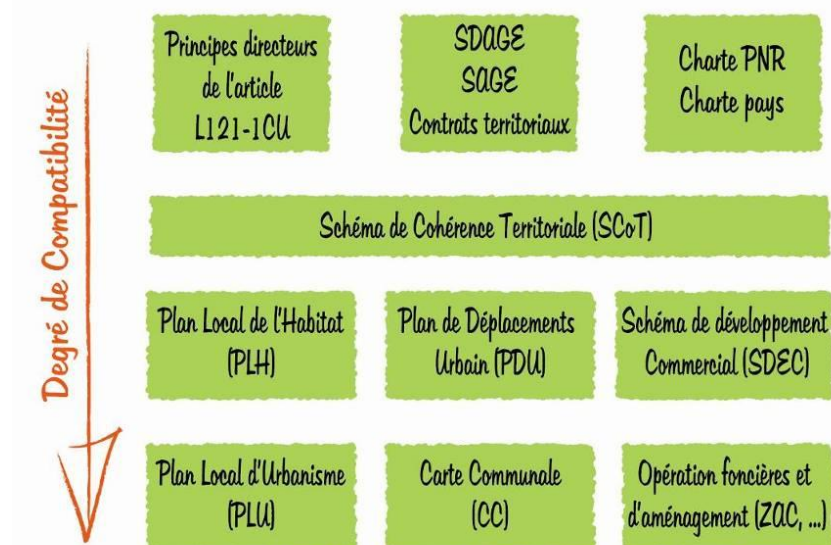 Degré de Compatibilité
Principes directeurs
de l'article
L121-1CU
SDAGE
SAGE
Contrats territoriaux
Charte PNR
Charte pays
Schéma de Cohérence Territoriale (SCoT)
Plan Local de l'Habitat
(PLH)
Plan de Déplacements
Urbain (PDU)
Schéma de développement
Commercial (SDEC)
Plan Local d'Urbanisme
(PLU)
Carte Communale
(CC)
Opération foncières et
d'aménagement (ZAC, ...)